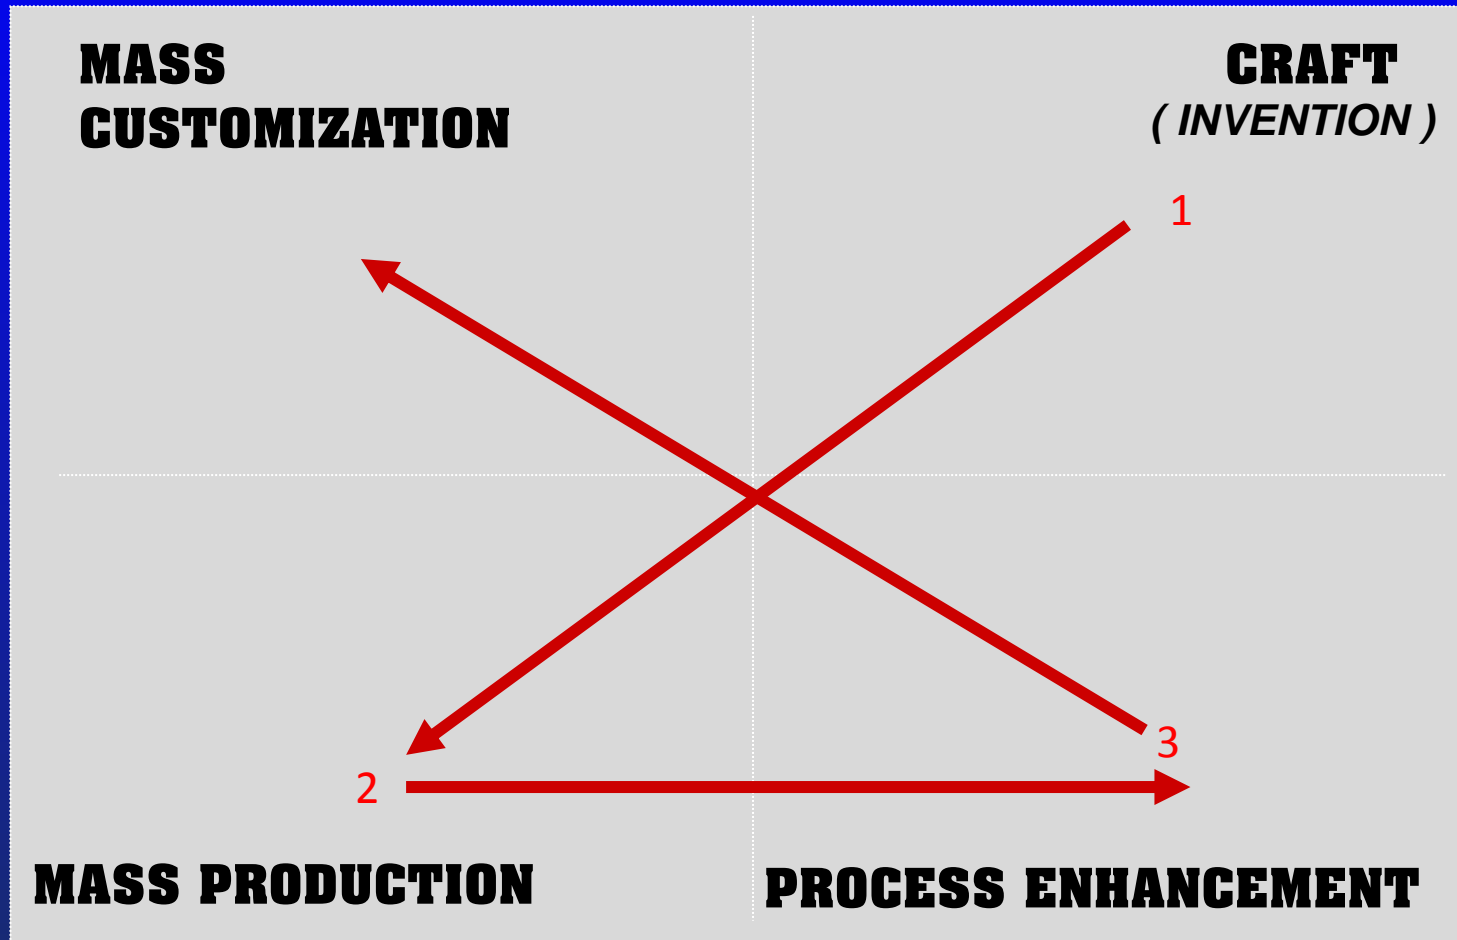 MASS
CUSTOMIZATION
CRAFT
( INVENTION )
1
3
2
MASS PRODUCTION
PROCESS ENHANCEMENT